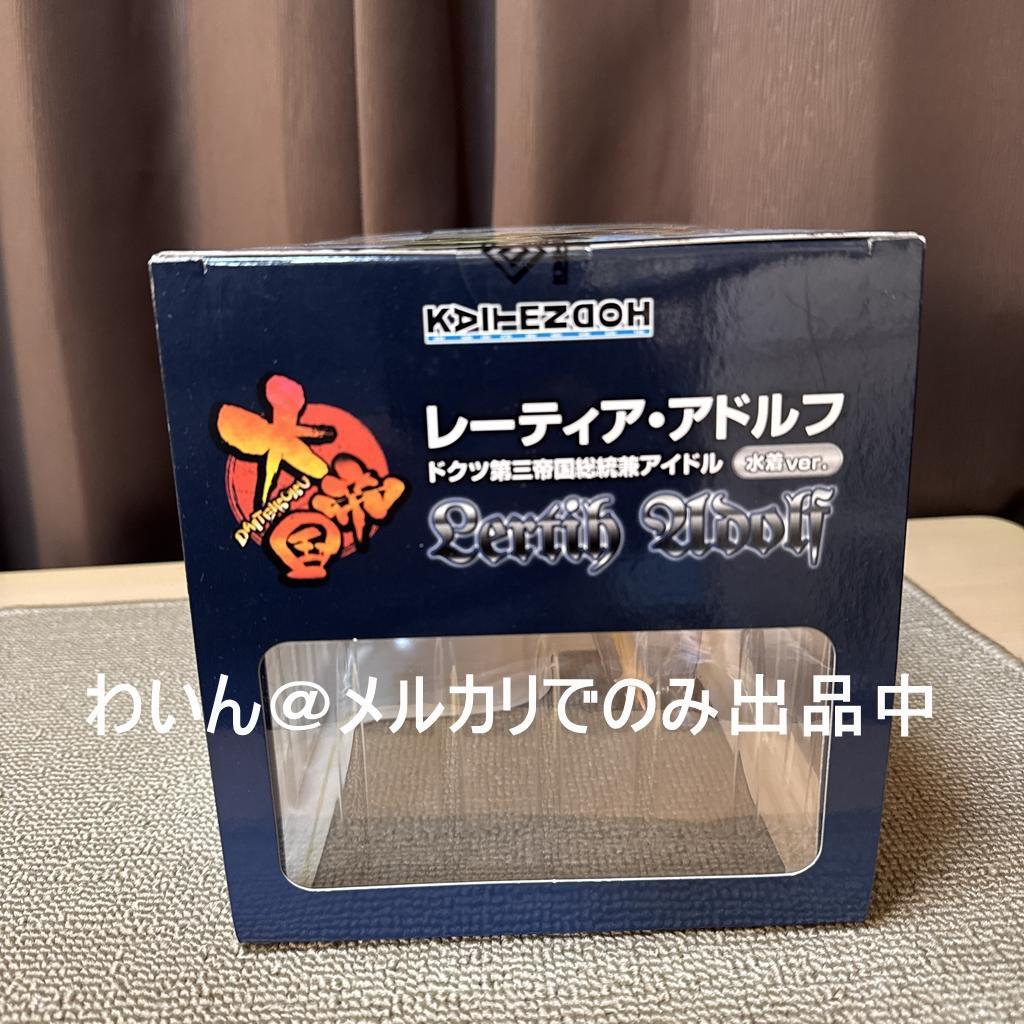 KAITENDOH
大帝国
DAITEIKOKU
レーティア・アドルフ
ドクツ第三帝国総統兼アイドル 水着ver.
Lertih Adolf
わいん@メルカリでのみ出品中